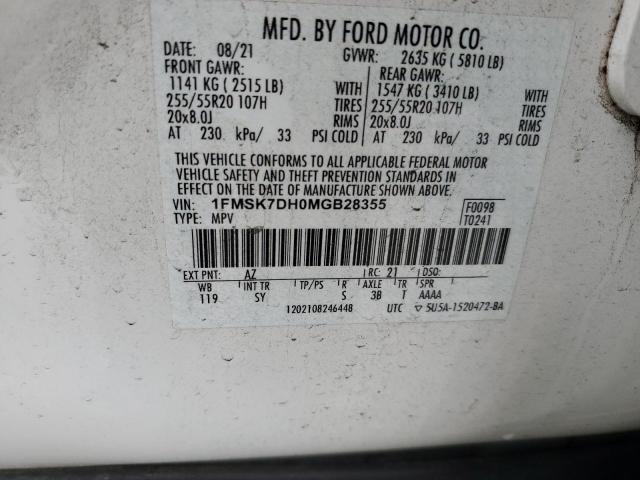 MFD. BY FORD MOTOR CO.
DATE: 08/21 GVWR: 2635 KG ( 5810 LB)
FRONT GAWR: REAR GAWR:
1141 KG ( 2515 LB) WITH 1547 KG ( 3410 LB) WITH
255/55R20 107H TIRES 255/55R20 107H TIRES
20x8.0J RIMS 20x8.0J RIMS
AT 230 kPa/ 33 PSI COLD AT 230 kPa/ 33 PSI COLD
THIS VEHICLE CONFORMS TO ALL APPLICABLE FEDERAL MOTOR
VEHICLE SAFETY AND THEFT PREVENTION STANDARDS IN
EFFECT ON THE DATE OF MANUFACTURE SHOWN ABOVE.
VIN: 1FMSK7DH0MGB28355 F0098
TYPE: MPV T0241
EXT PNT: AZ RC: 21 DSO:
WB INT TR TP/PS R AXLE TR SPR
119 SY S 3B T AAAA
1202108246448 UTC ▽ 5U5A-1520472-BA